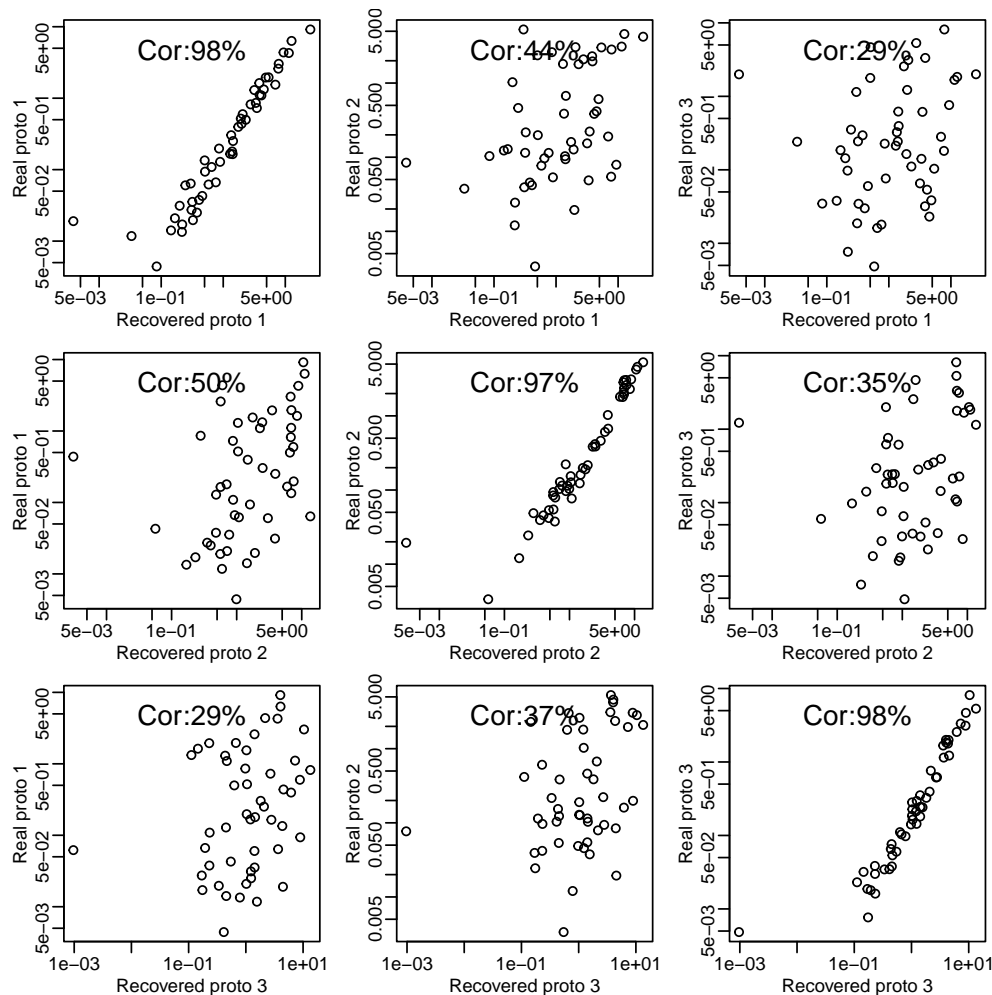 Cor:98%
Real proto 1
5e−03 5e−02 5e−01 5e+00
5e−03 1e−01 5e+00
Recovered proto 1
Cor:44%
Real proto 2
0.005 0.050 0.500 5.000
5e−03 1e−01 5e+00
Recovered proto 1
Cor:29%
Real proto 3
5e−03 5e−02 5e−01 5e+00
5e−03 1e−01 5e+00
Recovered proto 1
Cor:50%
Real proto 1
5e−03 5e−02 5e−01 5e+00
5e−03 1e−01 5e+00
Recovered proto 2
Cor:97%
Real proto 2
0.005 0.050 0.500 5.000
5e−03 1e−01 5e+00
Recovered proto 2
Cor:35%
Real proto 3
5e−03 5e−02 5e−01 5e+00
5e−03 1e−01 5e+00
Recovered proto 2
Cor:29%
Real proto 1
5e−03 5e−02 5e−01 5e+00
1e−03 1e−01 1e+01
Recovered proto 3
Cor:37%
Real proto 2
0.005 0.050 0.500 5.000
1e−03 1e−01 1e+01
Recovered proto 3
Cor:98%
Real proto 3
5e−03 5e−02 5e−01 5e+00
1e−03 1e−01 1e+01
Recovered proto 3